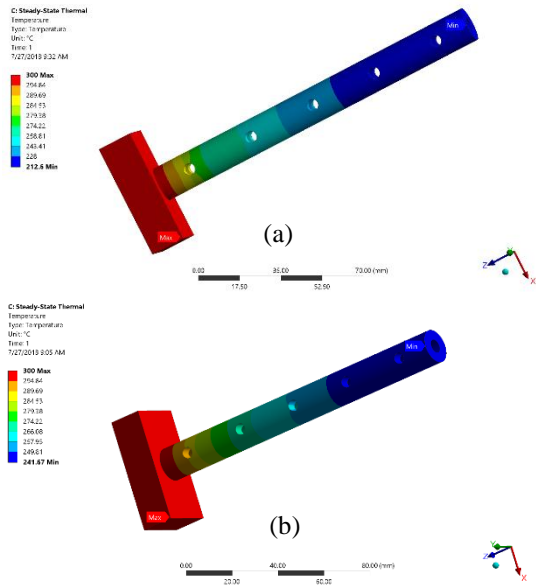 C: Steady-State Thermal
Temperature
Type: Temperature
Unit: °C
Time: 1
7/27/2018 9:32 AM
300 Max
294.84
289.69
284.53
279.38
274.22
258.81
243.41
228
212.6 Min
Min
Max
(a)
0.00 35.00 70.00 (mm)
17.50 52.50
Z X
C: Steady-State Thermal
Temperature
Type: Temperature
Unit: °C
Time: 1
7/27/2018 9:05 AM
300 Max
294.84
289.69
284.53
279.38
274.22
266.08
257.95
249.81
241.67 Min
Min
Max
(b)
0.00 40.00 80.00 (mm)
20.00 60.00
Y
Z
X